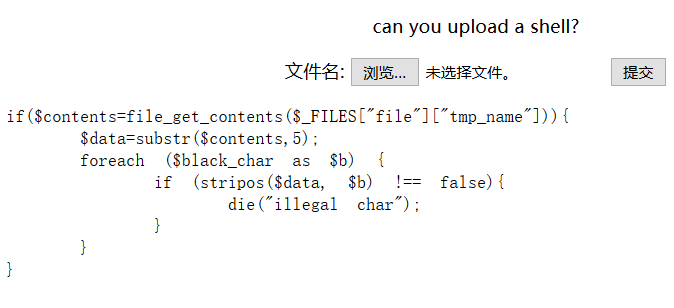 can you upload a shell?
文件名: 浏览... 未选择文件。 提交
if($contents=file_get_contents($_FILES["file"]["tmp_name"])){
        $data=substr($contents,5);
        foreach ($black_char as $b) {
                if (stripos($data, $b) !== false){
                        die("illegal char");
                }
        }
}